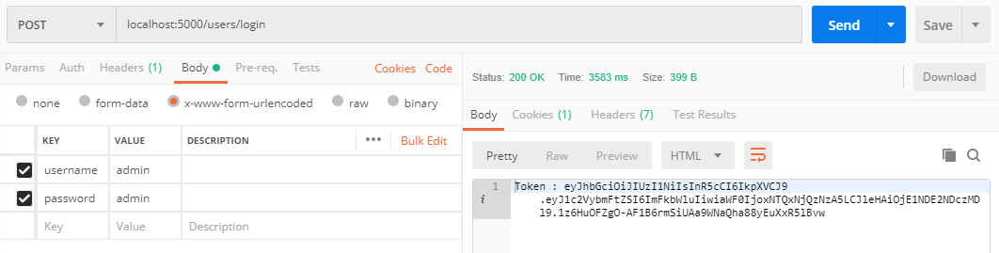 POST localhost:5000/users/login Send Save
Params Auth Headers (1) Body Pre-req. Tests Cookies Code
none form-data x-www-form-urlencoded raw binary
KEY VALUE DESCRIPTION ••• Bulk Edit
username admin
password admin
Key Value Description
Status: 200 OK Time: 3583 ms Size: 399 B Download
Body Cookies (1) Headers (7) Test Results
Pretty Raw Preview HTML
1 Token : eyJhbGciOiJIUzI1NiIsInR5cCI6IkpXVCJ9
i .eyJ1c2VybmFtZSI6ImFkbWluIiwiaWF0IjoxNTQxNjQzNzA5LCJleHAiOjE1NDE2NDczMD
l9.1z6HuOFZgO-AF1B6rmSiUAa9WNaQha88yEuXxR5lBvw